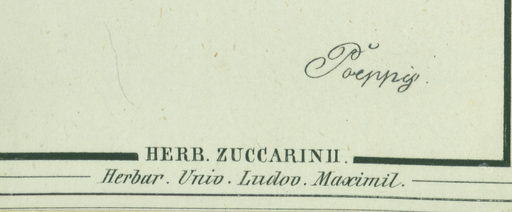 Poeppig.
HERB. ZUCCARINII.
Herbar. Univ. Ludov. Maximil.